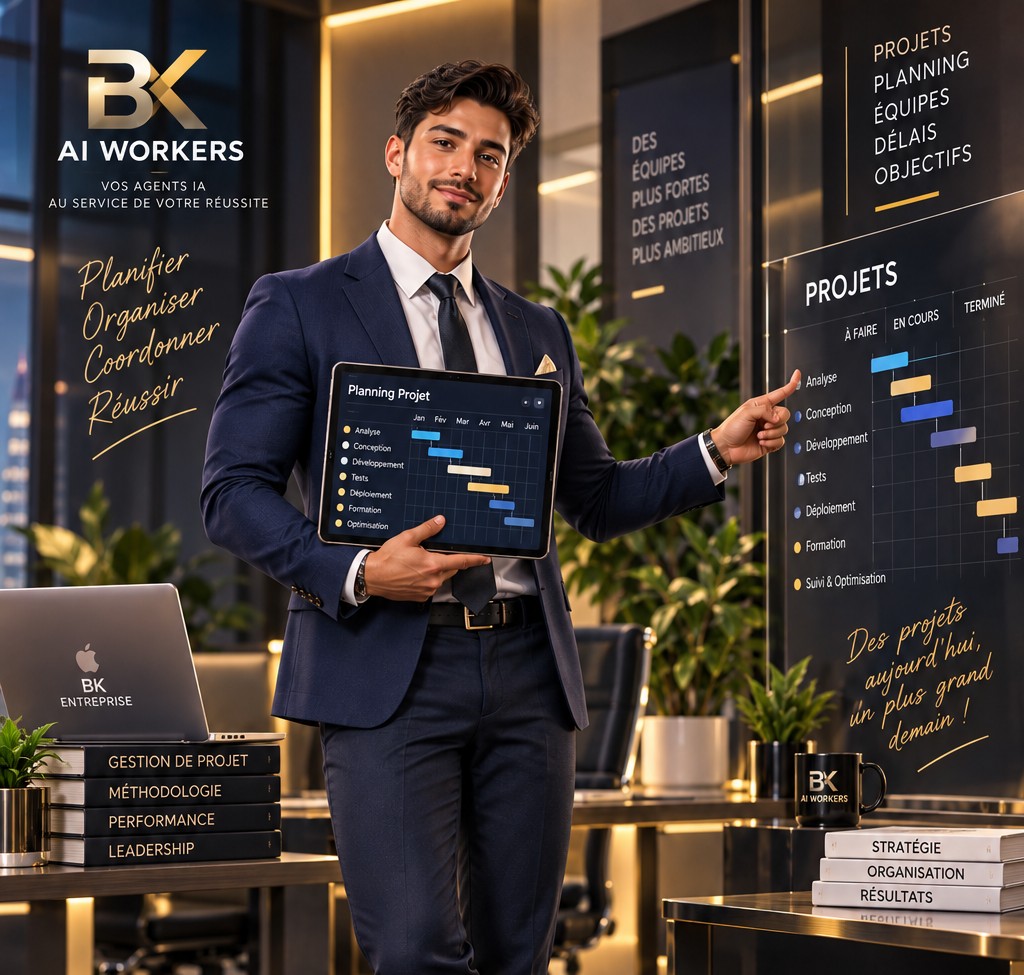 BK
AI WORKERS
VOS AGENTS IA
AU SERVICE DE VOTRE RÉUSSITE
Planifier
Organiser
Coordonner
Réussir
DES
ÉQUIPES
PLUS FORTES
DES PROJETS
PLUS AMBITIEUX
PROJETS
PLANNING
ÉQUIPES
DÉLAIS
OBJECTIFS
PROJETS
À FAIRE EN COURS TERMINÉ
Analyse
Conception
Développement
Tests
Déploiement
Formation
Suivi & Optimisation
Des projets
aujourd'hui,
un plus grand
demain !
Planning Projet
Jan Fév Mar Avr Mai Juin
Analyse
Conception
Développement
Tests
Déploiement
Formation
Optimisation
BK
ENTREPRISE
GESTION DE PROJET
MÉTHODOLOGIE
PERFORMANCE
LEADERSHIP
BK
AI WORKERS
STRATÉGIE
ORGANISATION
RÉSULTATS